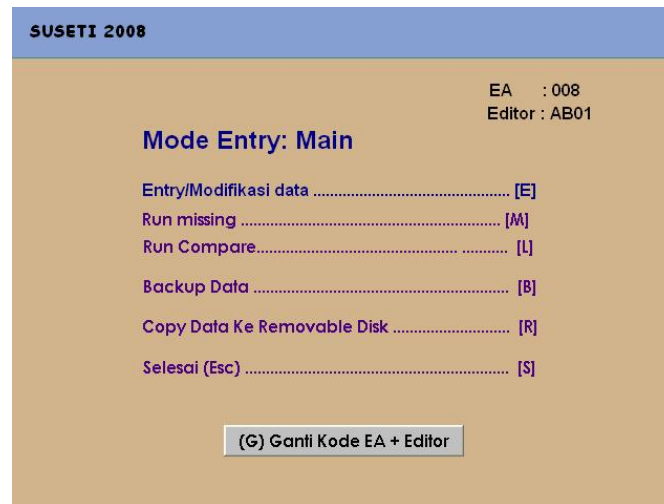 SUSETI 2008
EA : 008
Editor : AB01
Mode Entry: Main
Entry/Modifikasi data ............................................... [E]
Run missing .............................................................. [M]
Run Compare................................................ ........... [L]
Backup Data ............................................................. [B]
Copy Data Ke Removable Disk ............................ [R]
Selesai (Esc) ............................................................... [S]
(G) Ganti Kode EA + Editor